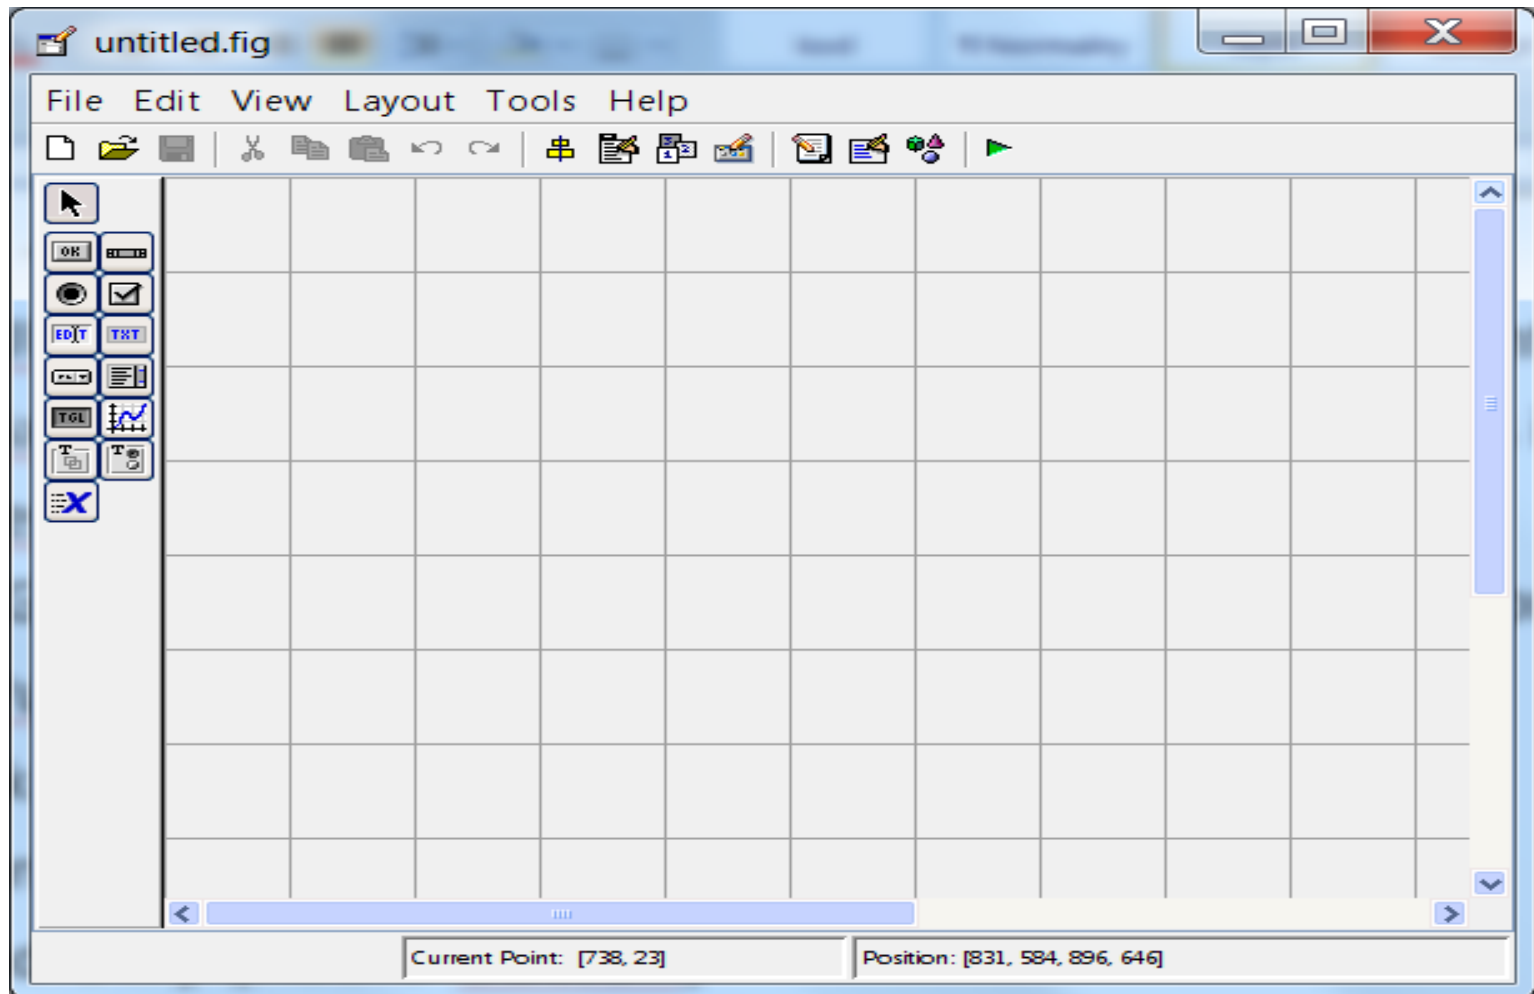 untitled.fig
File Edit View Layout Tools Help
OK
EDIT TXT
TGL
T T
X
Current Point: [738, 23] Position: [831, 584, 896, 646]